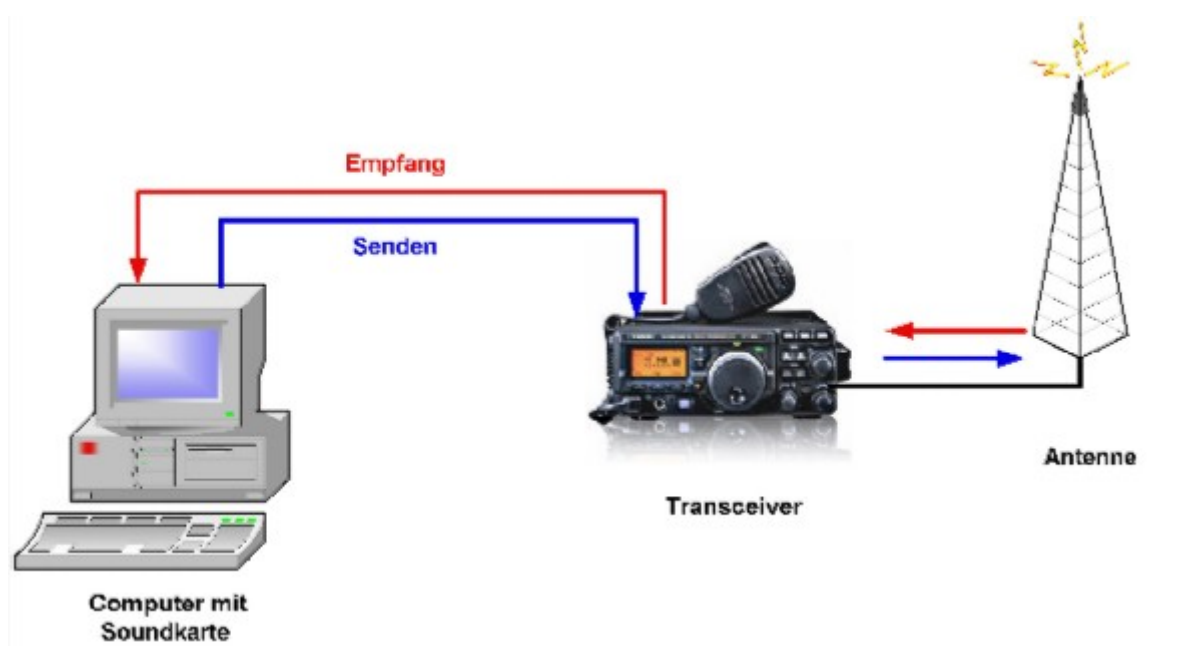 Empfang
Senden
Antenne
Transceiver
Computer mit
Soundkarte